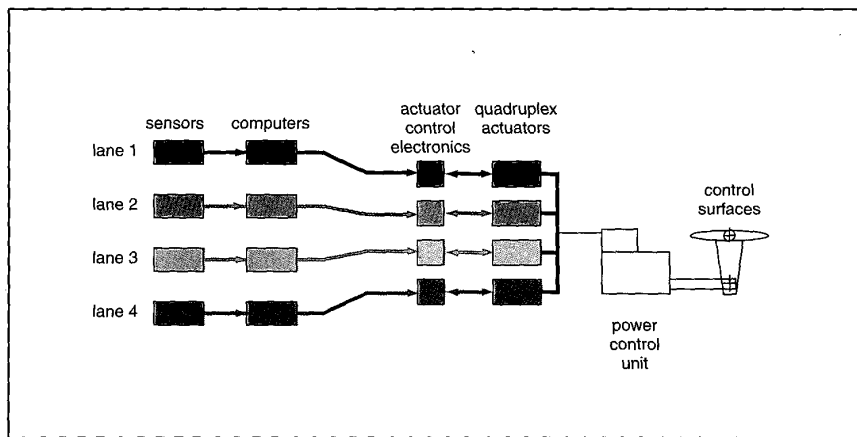 sensors
computers
actuator
control
electronics
quadruplex
actuators
lane 1
lane 2
lane 3
lane 4
control
surfaces
power
control
unit